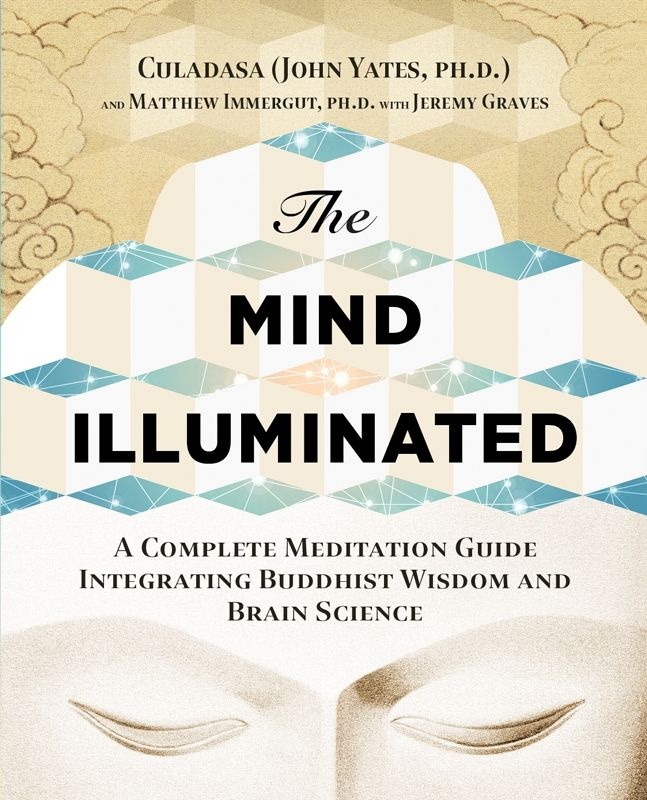 Culadasa (John Yates, Ph.D.)
and Matthew Immergut, Ph.D. with Jeremy Graves
The
MIND
ILLUMINATED
A Complete Meditation Guide
Integrating Buddhist Wisdom and
Brain Science